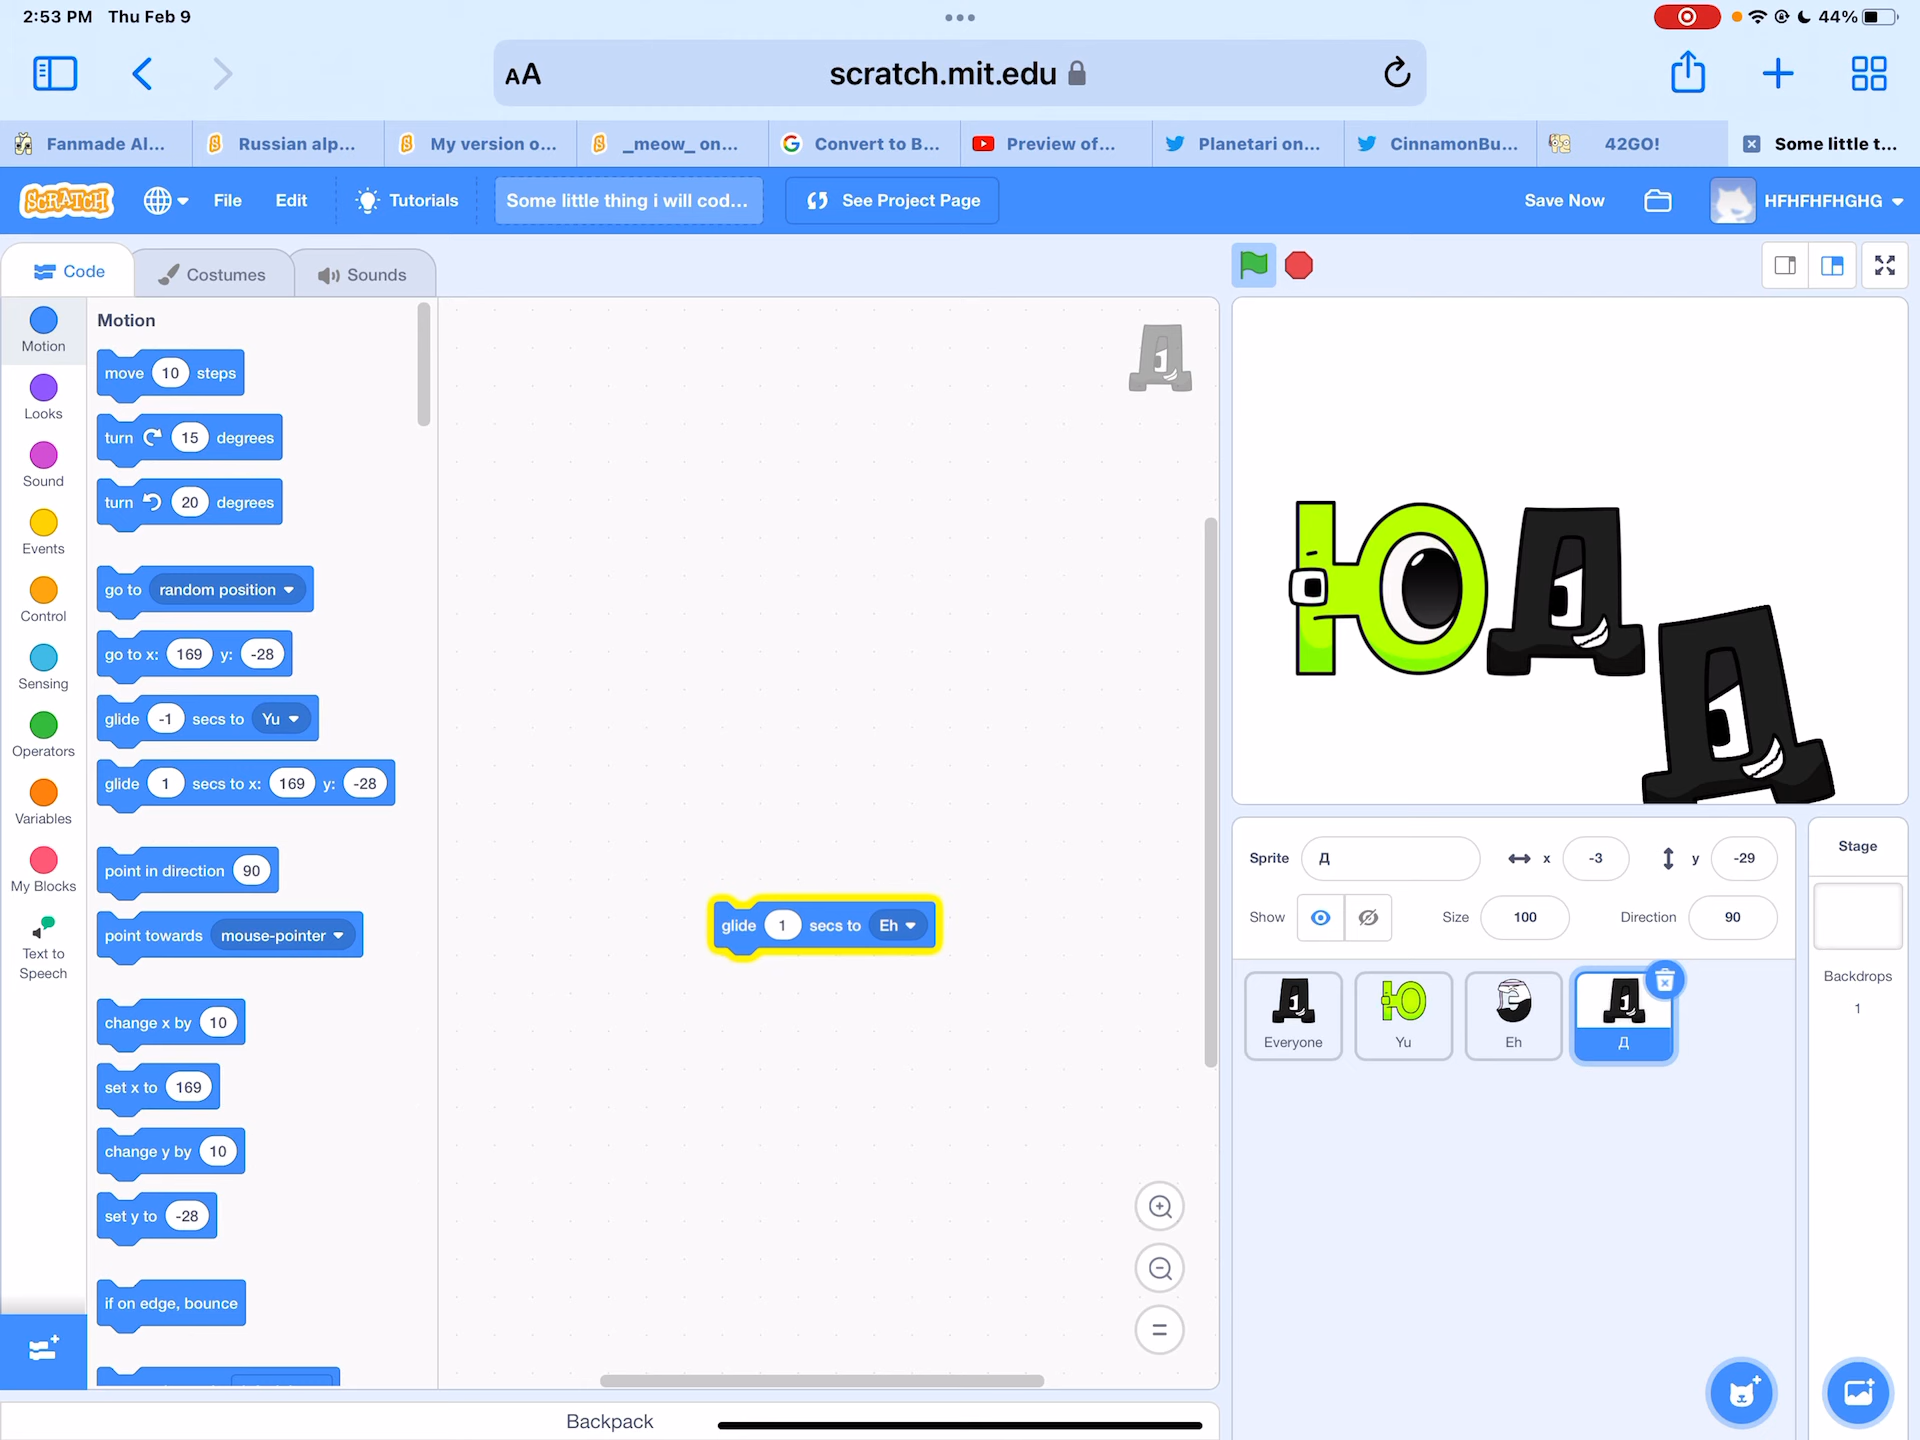 2:53 PM Thu Feb 9
44%
AA scratch.mit.edu
Fanmade Al... Russian alp... My version o... _meow_ on... Convert to B... Preview of... Planetari on... CinnamonBu... 42GO! Some little t...
SCRATCH File Edit Tutorials Some little thing i will cod... See Project Page Save Now HFHFHFHGHG
Code Costumes Sounds
Motion
Looks
Sound
Events
Control
Sensing
Operators
Variables
My Blocks
Text to
Speech
Motion
move 10 steps
turn 15 degrees
turn 20 degrees
go to random position
go to x: 169 y: -28
glide -1 secs to Yu
glide 1 secs to x: 169 y: -28
point in direction 90
point towards mouse-pointer
change x by 10
set x to 169
change y by 10
set y to -28
if on edge, bounce
glide 1 secs to Eh
Backpack
Ю Д
Д
Sprite Д x -3 y -29
Show Size 100 Direction 90
Everyone Yu Eh Д
Stage
Backdrops
1